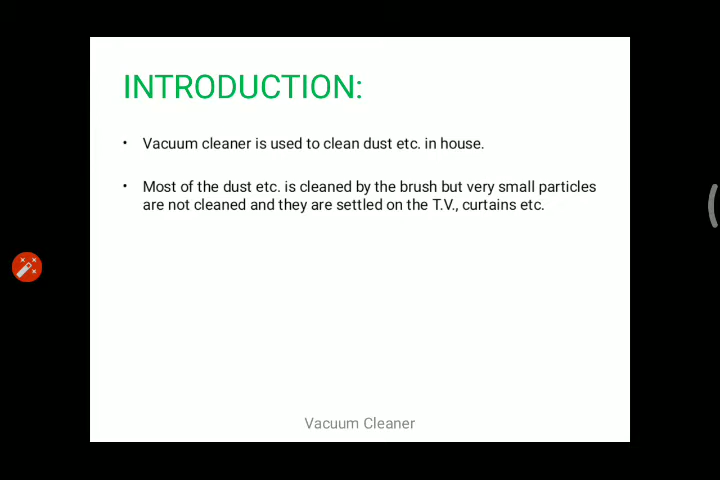 INTRODUCTION:
• Vacuum cleaner is used to clean dust etc. in house.
• Most of the dust etc. is cleaned by the brush but very small particles
are not cleaned and they are settled on the T.V., curtains etc.
Vacuum Cleaner